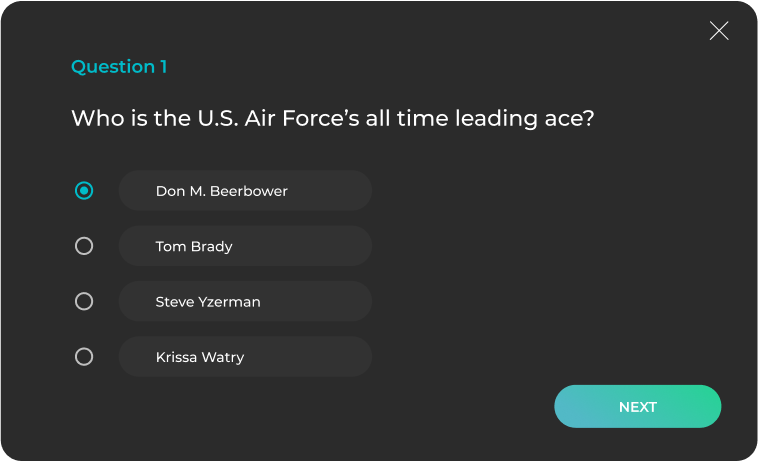 Question 1
Who is the U.S. Air Force’s all time leading ace?
Don M. Beerbower
Tom Brady
Steve Yzerman
Krissa Watry
NEXT